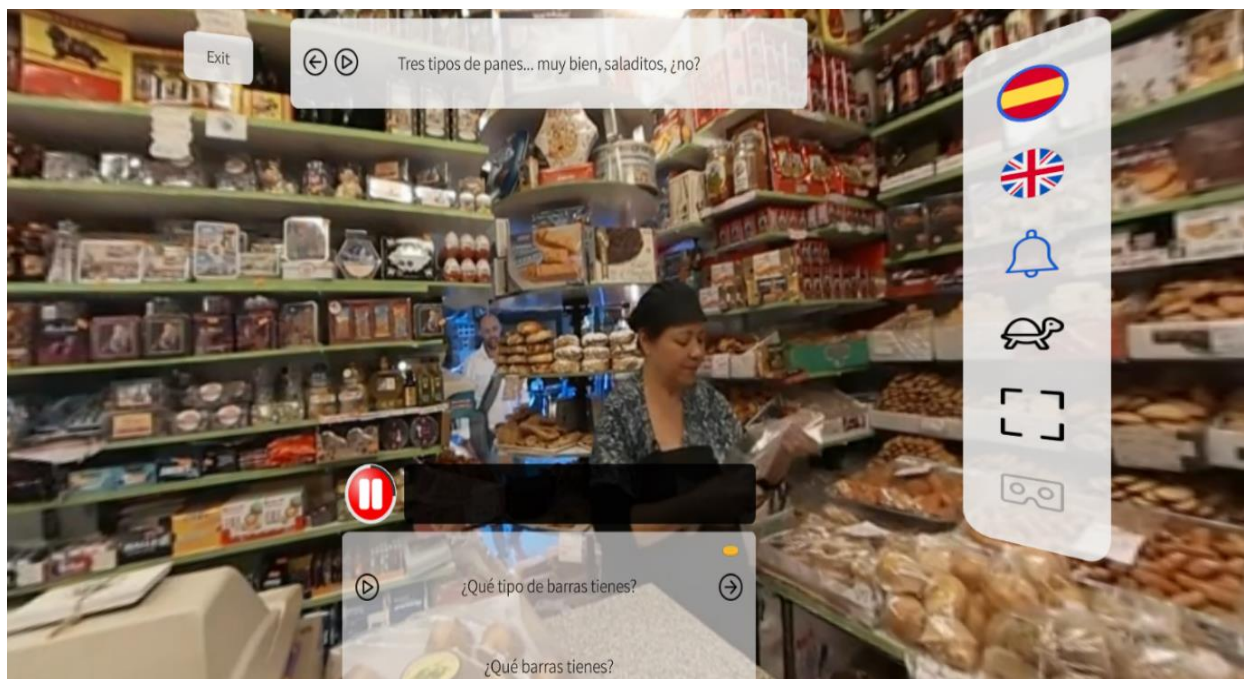 Exit
Tres tipos de panes... muy bien, saladitos, ¿no?
¿Qué tipo de barras tienes?
¿Qué barras tienes?